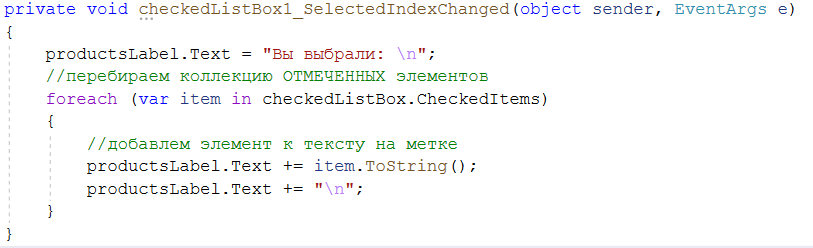 private void checkedListBox1_SelectedIndexChanged(object sender, EventArgs e)
{
productsLabel.Text = "Вы выбрали: \n";
//перебираем коллекцию ОТМЕЧЕННЫХ элементов
foreach (var item in checkedListBox.CheckedItems)
{
//добавлем элемент к тексту на метке
productsLabel.Text += item.ToString();
productsLabel.Text += "\n";
}
}